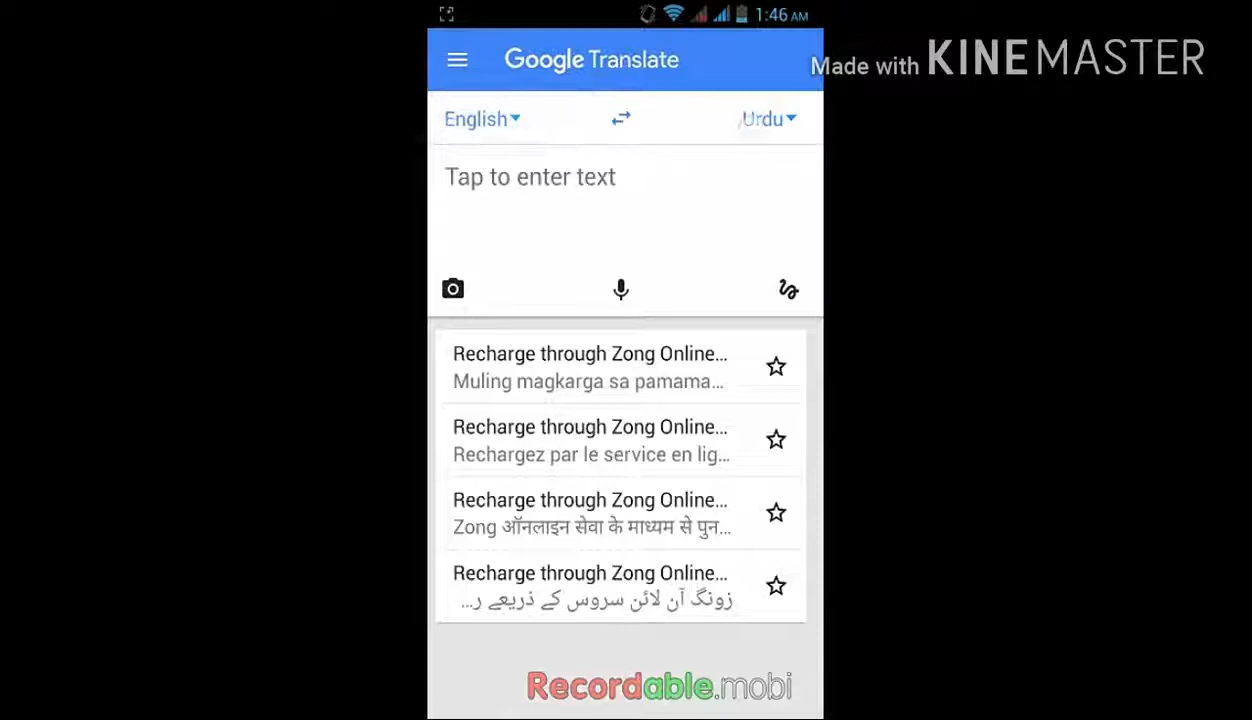 1:46 AM
Google Translate
Made with KINEMASTER
English
Urdu
Tap to enter text
Recharge through Zong Online...
Muling magkarga sa pamama...
Recharge through Zong Online...
Rechargez par le service en lig...
Recharge through Zong Online...
Zong ऑनलाइन सेवा के माध्यम से पुन...
Recharge through Zong Online...
زونگ آن لائن سروس کے ذریعے ر...
Recordable.mobi